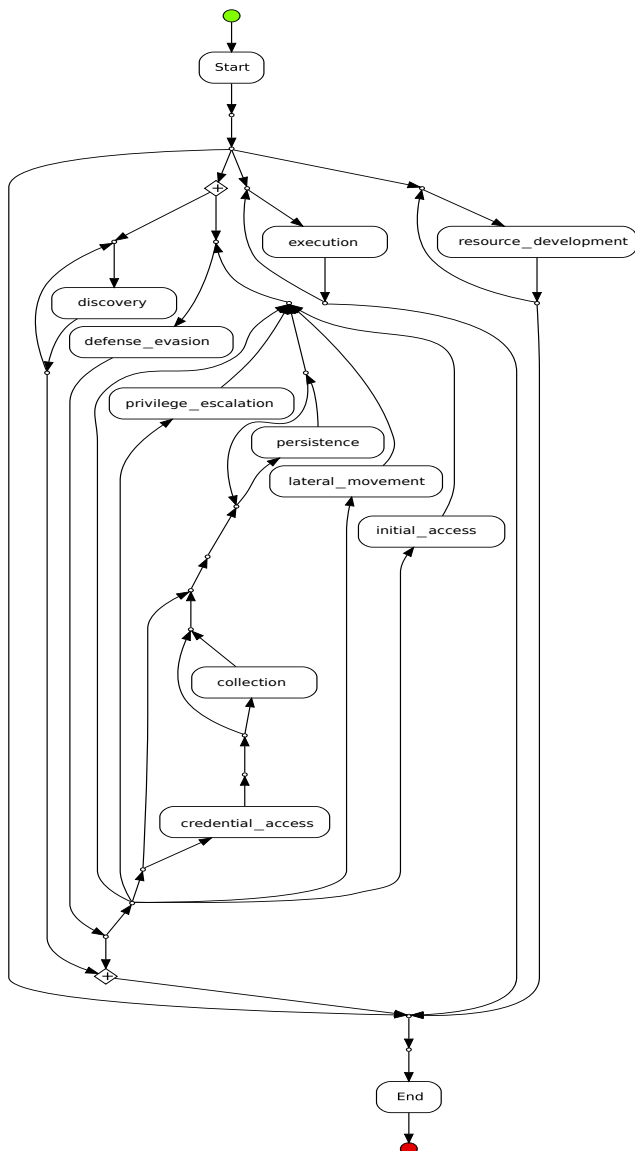 Start
+
execution
resource_development
discovery
defense_evasion
privilege_escalation
persistence
lateral_movement
initial_access
collection
credential_access
+
End